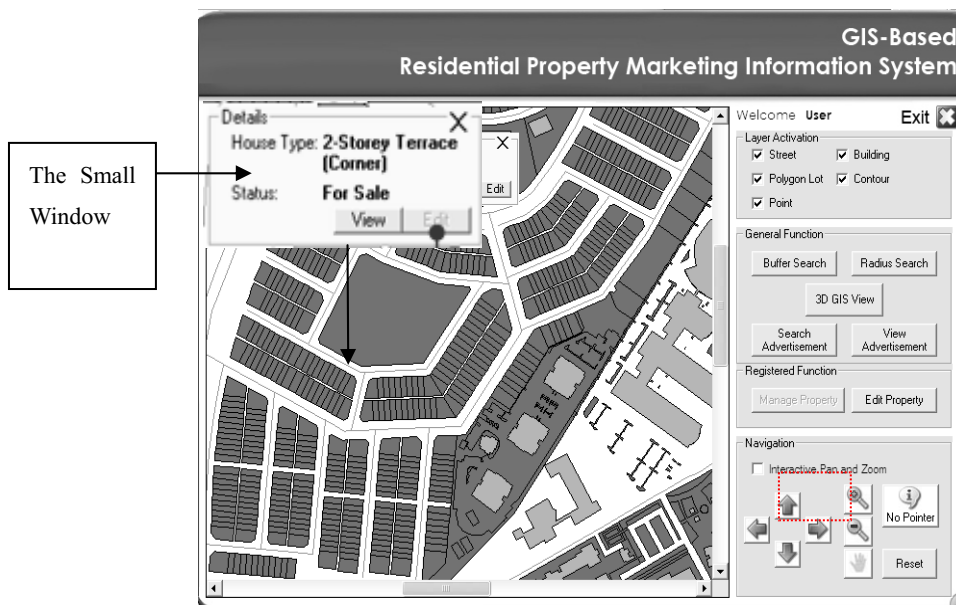 GIS-Based
Residential Property Marketing Information System
The Small
Window
Details
House Type: 2-Storey Terrace
(Corner)
Status: For Sale
View Edit
Edit
Welcome User Exit
Layer Activation
Street Building
Polygon Lot Contour
Point
General Function
Buffer Search Radius Search
3D GIS View
Search
Advertisement
View
Advertisement
Registered Function
Manage Property Edit Property
Navigation
Interactive Pan and Zoom
No Pointer
Reset